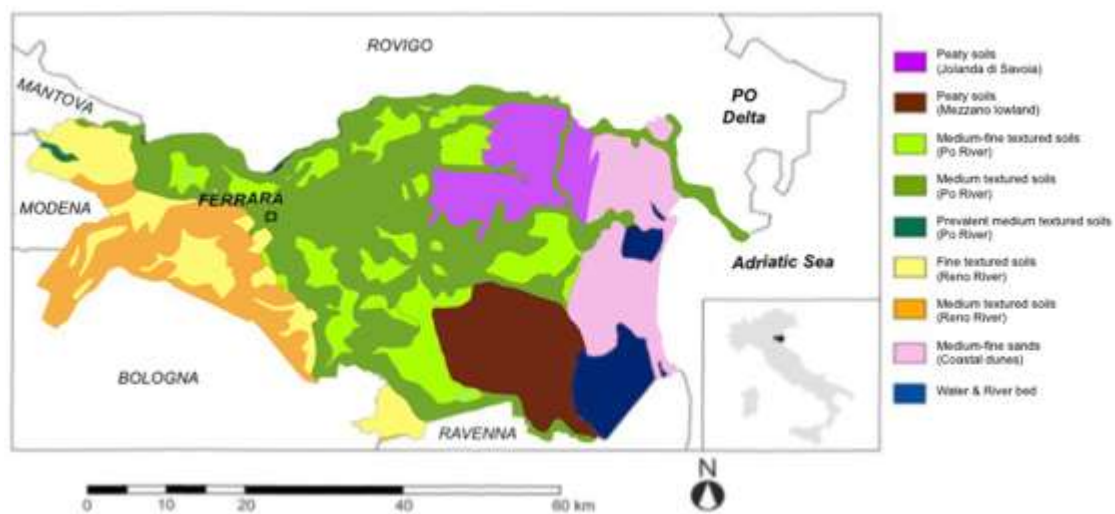 ROVIGO
MANTOVA
PO
Delta
FERRARA
MODENA
Adriatic Sea
BOLOGNA
RAVENNA
Peaty soils
(Jolanda di Savoia)
Peaty soils
(Mezzano lowland)
Medium-fine textured soils
(Po River)
Medium textured soils
(Po River)
Prevalent medium textured soils
(Po River)
Fine textured soils
(Reno River)
Medium textured soils
(Reno River)
Medium-fine sands
(Coastal dunes)
Water & River bed
N
0 10 20 40 60 km